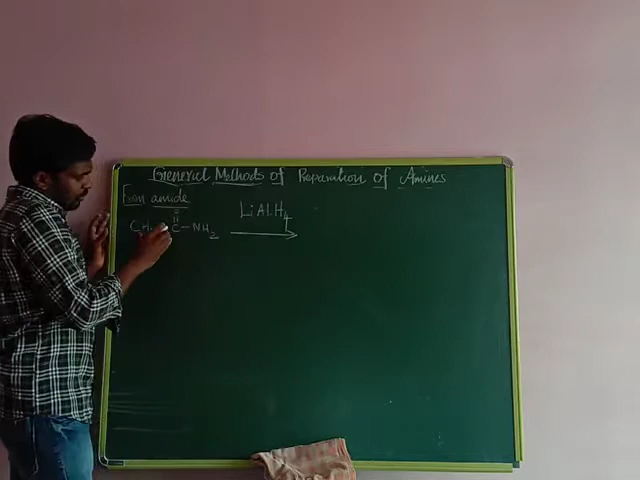 General Methods of Preparation of Amines
From amide
O
C-NH2
LiAlH4